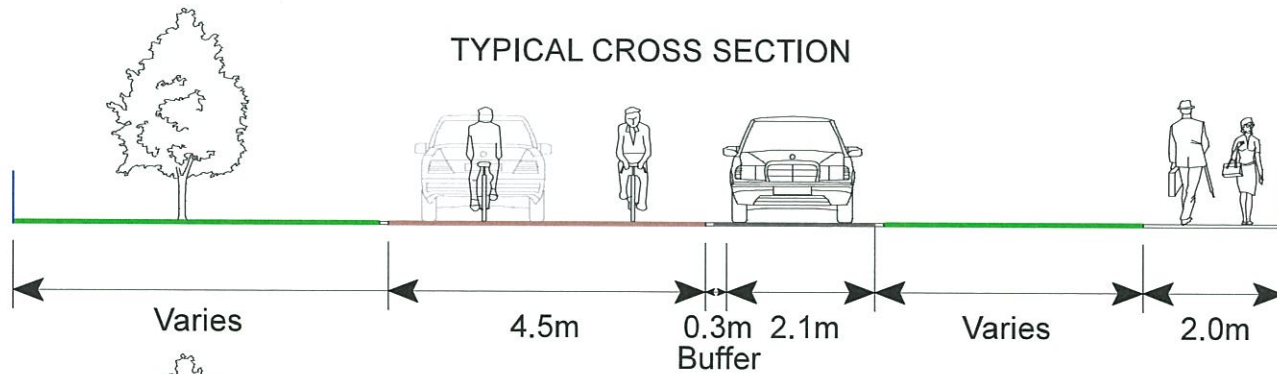 TYPICAL CROSS SECTION
Varies
4.5m
0.3m
Buffer
2.1m
Varies
2.0m